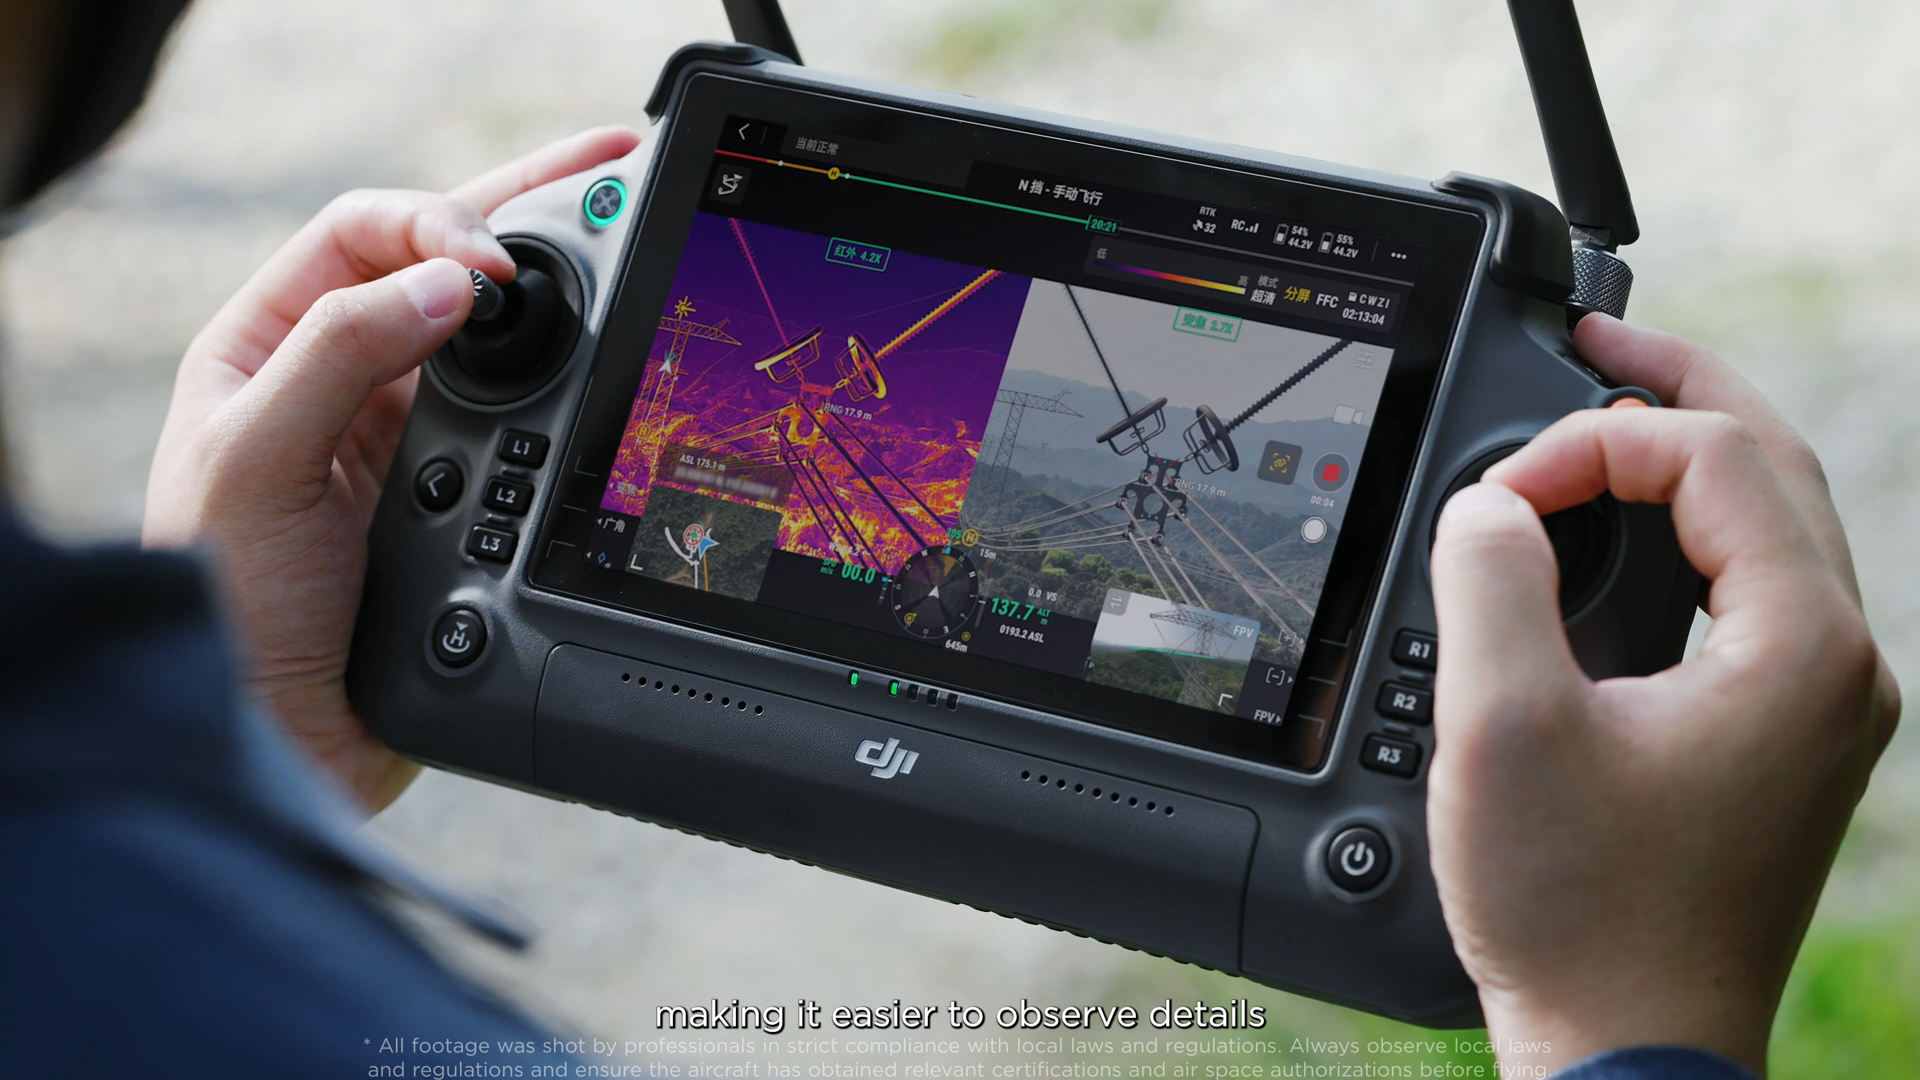 当前正常
N 挡 - 手动飞行
20:21
RTK
32
RC
54%
44.2V
55%
44.2V
红外 4.2X
低
高
模式
超清
分屏
FFC
CWZI
02:13:04
变焦 2.7X
RNG 17.9 m
RNG 17.9 m
ASL 175.1 m
00:04
广角
SPD
m/s
00.0
15m
0.0 VS
137.7 ALT
m
0193.2 ASL
645m
FPV
FPV
L1
L2
L3
H
R1
R2
R3
dji
making it easier to observe details
* All footage was shot by professionals in strict compliance with local laws and regulations. Always observe local laws
and regulations and ensure the aircraft has obtained relevant certifications and air space authorizations before flying.